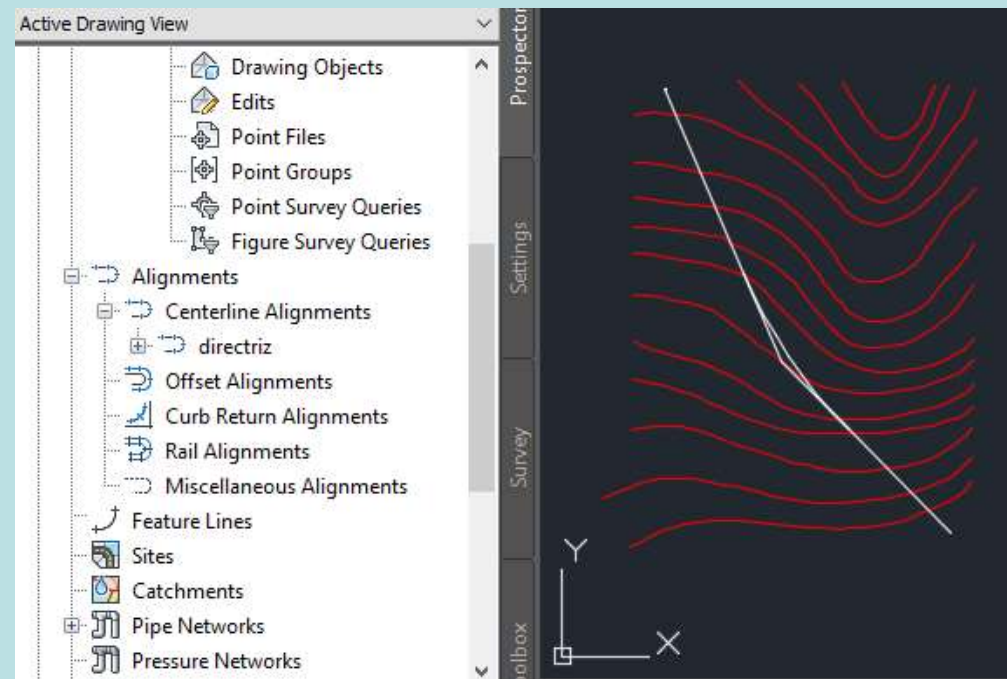 Active Drawing View
Drawing Objects
Edits
Point Files
Point Groups
Point Survey Queries
Figure Survey Queries
Alignments
Centerline Alignments
directriz
Offset Alignments
Curb Return Alignments
Rail Alignments
Miscellaneous Alignments
Feature Lines
Sites
Catchments
Pipe Networks
Pressure Networks
Prospector
Settings
Survey
Y
X